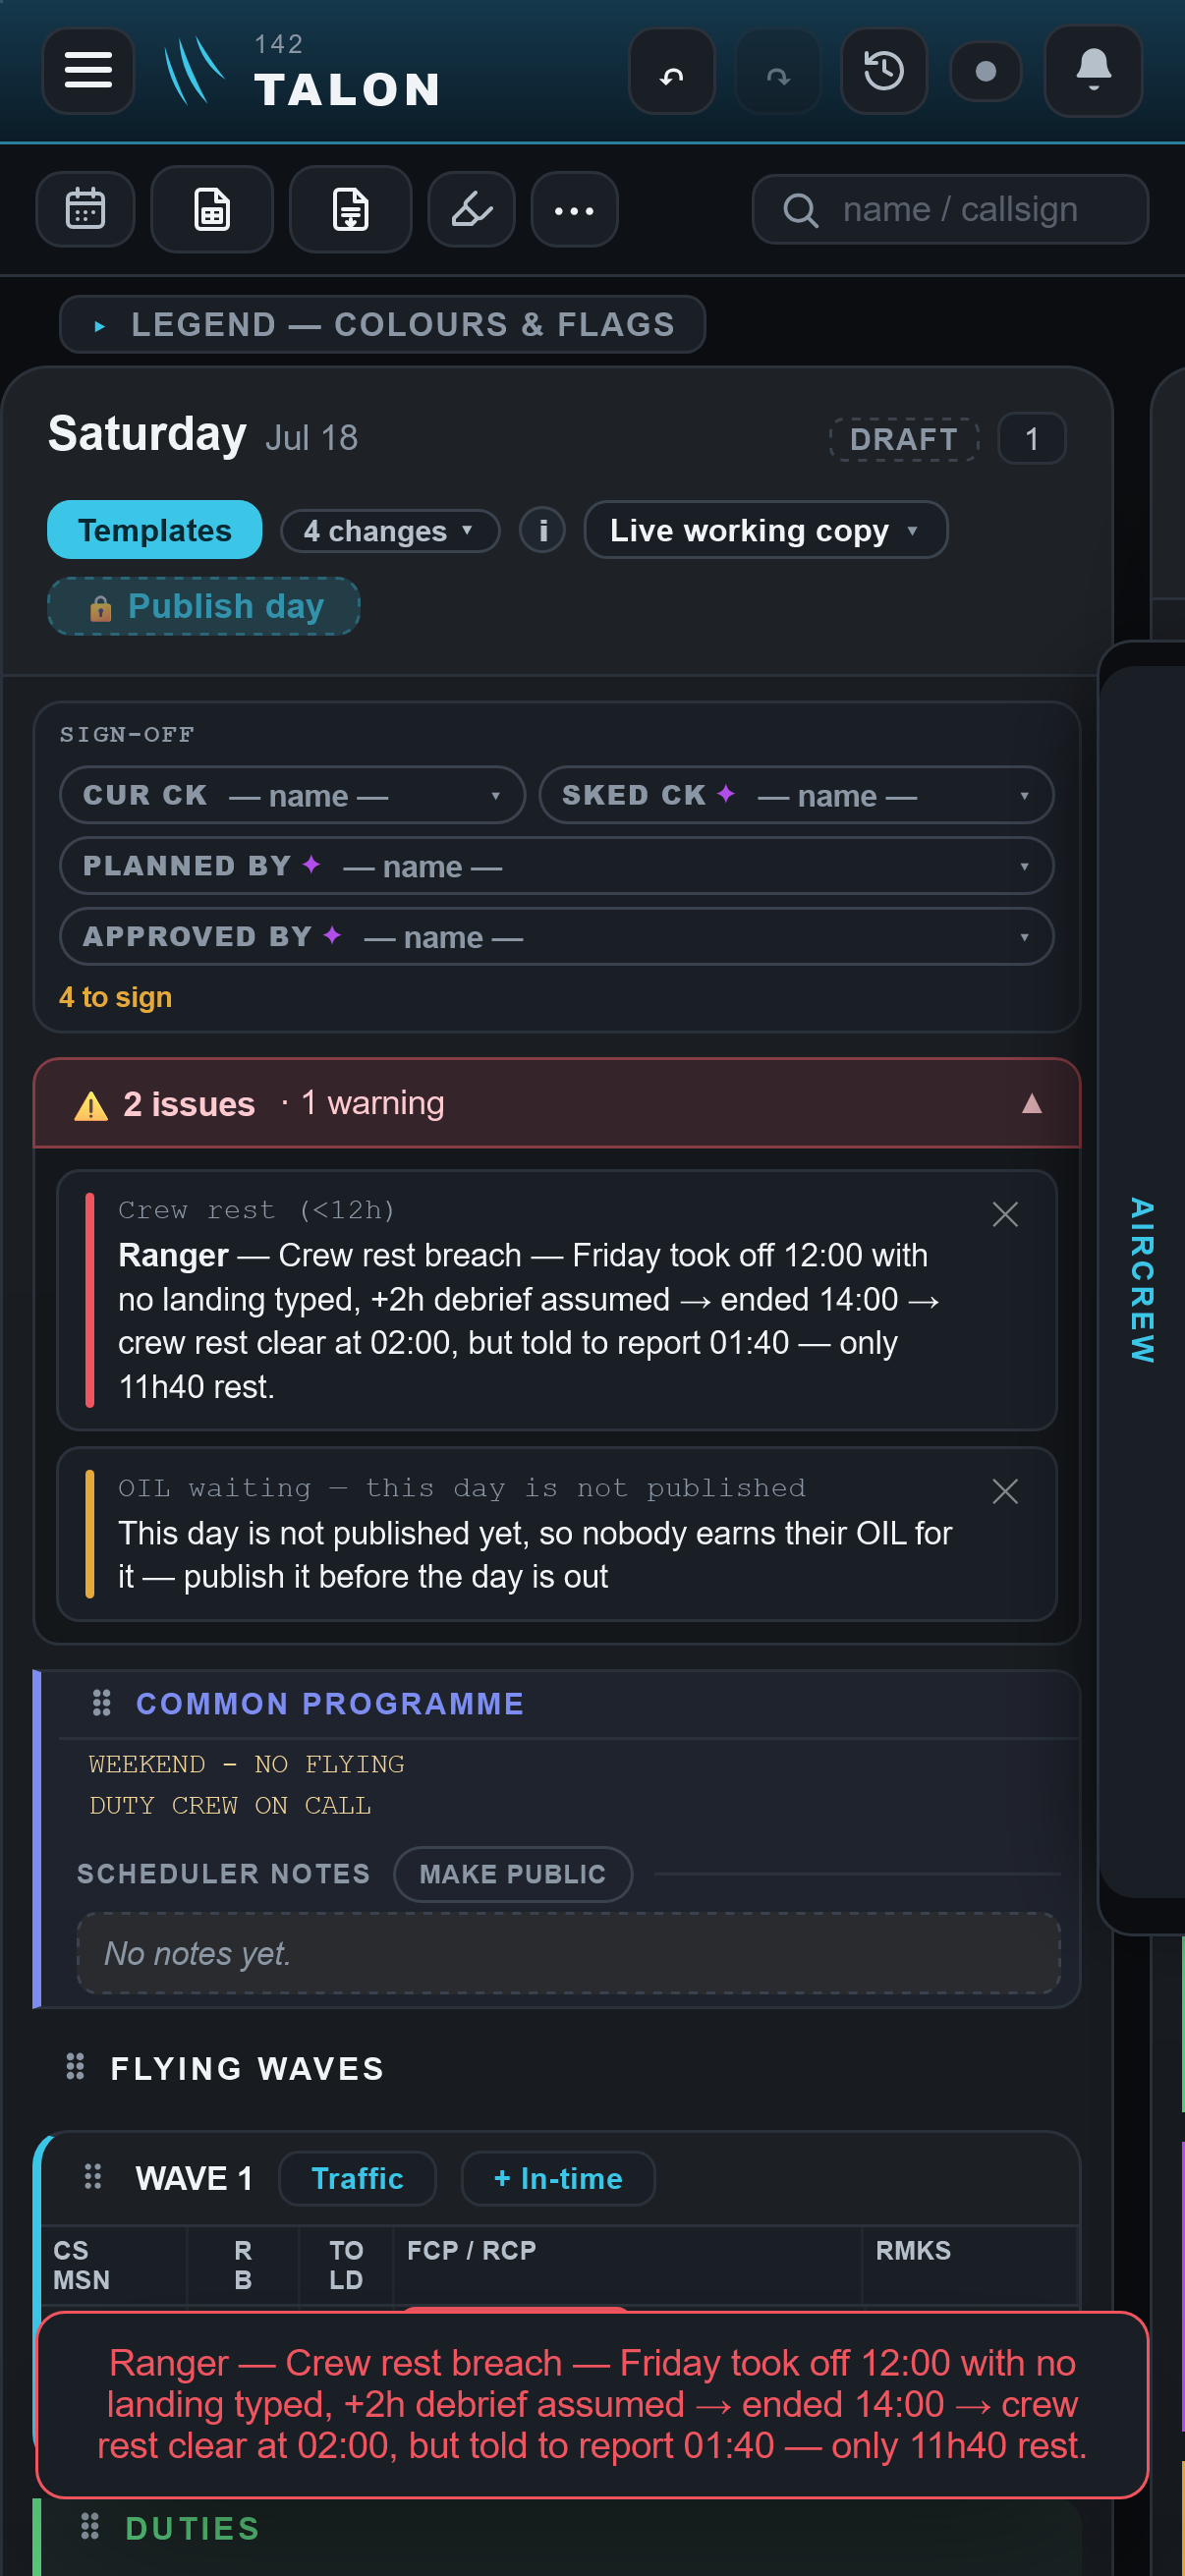 142
TALON
name / callsign
LEGEND — COLOURS & FLAGS
Saturday Jul 18
DRAFT 1
Templates 4 changes i Live working copy
Publish day
SIGN-OFF
CUR CK — name — SKED CK — name —
PLANNED BY — name —
APPROVED BY — name —
4 to sign
2 issues · 1 warning
Crew rest (<12h)
Ranger — Crew rest breach — Friday took off 12:00 with
no landing typed, +2h debrief assumed → ended 14:00 →
crew rest clear at 02:00, but told to report 01:40 — only
11h40 rest.
OIL waiting — this day is not published
This day is not published yet, so nobody earns their OIL for
it — publish it before the day is out
AIRCREW
COMMON PROGRAMME
WEEKEND – NO FLYING
DUTY CREW ON CALL
SCHEDULER NOTES MAKE PUBLIC
No notes yet.
FLYING WAVES
WAVE 1 Traffic + In-time
CS R TO FCP / RCP RMKS
MSN B LD
Ranger — Crew rest breach — Friday took off 12:00 with no
landing typed, +2h debrief assumed → ended 14:00 → crew
rest clear at 02:00, but told to report 01:40 — only 11h40 rest.
DUTIES